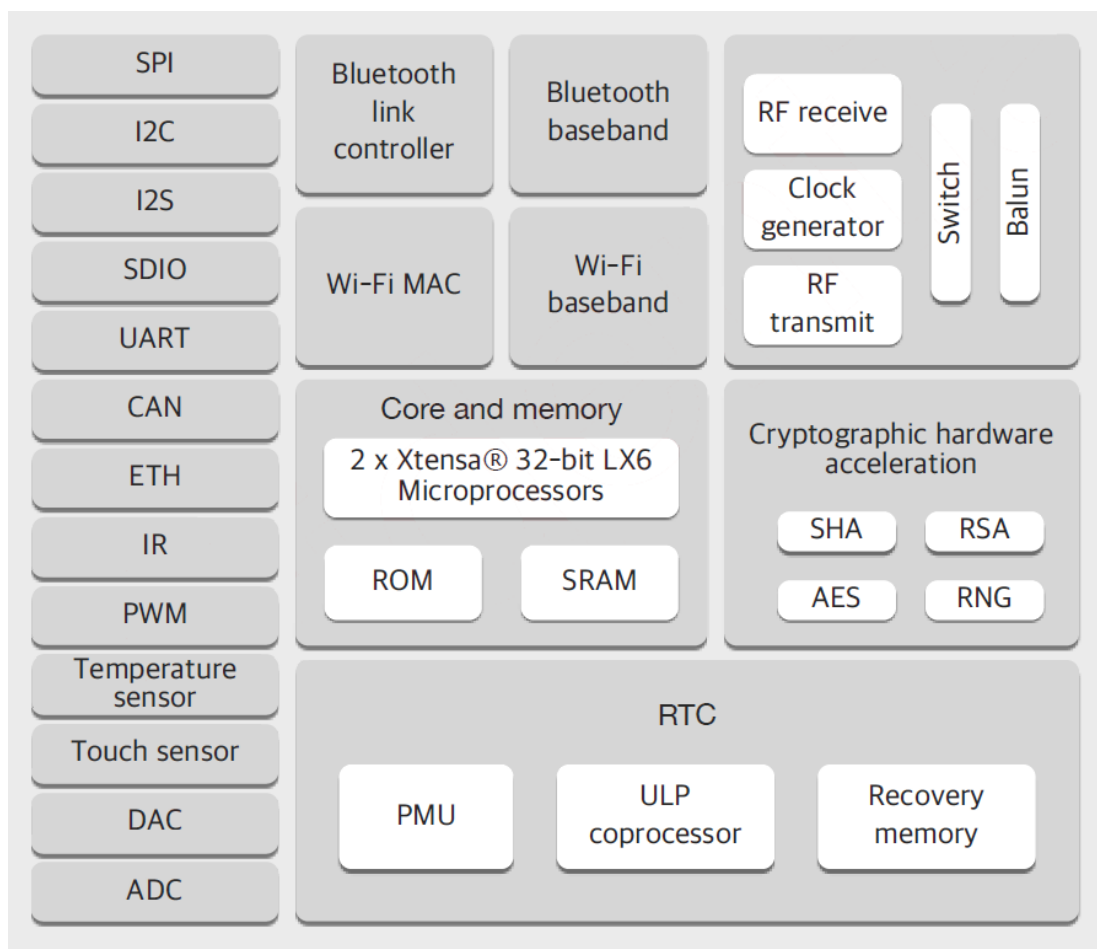 SPI
I2C
I2S
SDIO
UART
CAN
ETH
IR
PWM
Temperature
sensor
Touch sensor
DAC
ADC
Bluetooth
link
controller
Bluetooth
baseband
Wi-Fi MAC
Wi-Fi
baseband
RF receive
Clock
generator
RF
transmit
Switch
Balun
Core and memory
2 x Xtensa® 32-bit LX6
Microprocessors
ROM
SRAM
Cryptographic hardware
acceleration
SHA
RSA
AES
RNG
RTC
PMU
ULP
coprocessor
Recovery
memory